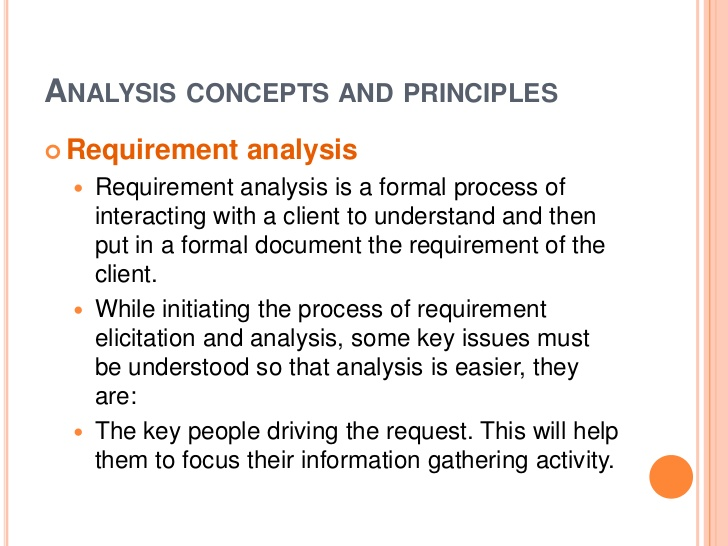 ANALYSIS CONCEPTS AND PRINCIPLES
Requirement analysis
Requirement analysis is a formal process of
interacting with a client to understand and then
put in a formal document the requirement of the
client.
While initiating the process of requirement
elicitation and analysis, some key issues must
be understood so that analysis is easier, they
are:
The key people driving the request. This will help
them to focus their information gathering activity.